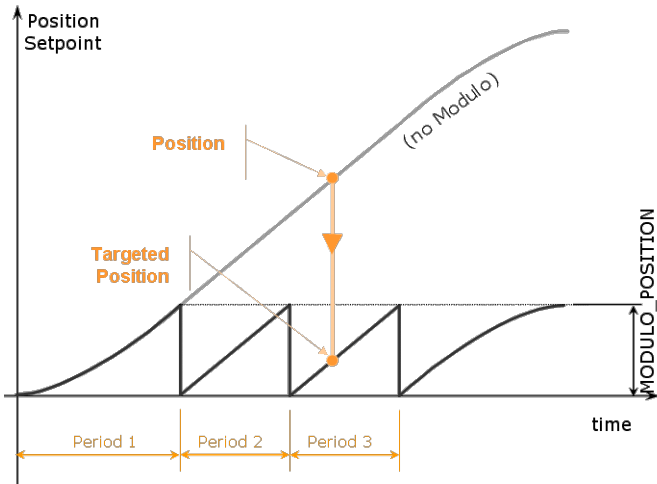 Position
Setpoint
(no Modulo)
Position
Targeted
Position
MODULO_POSITION
time
Period 1
Period 2
Period 3